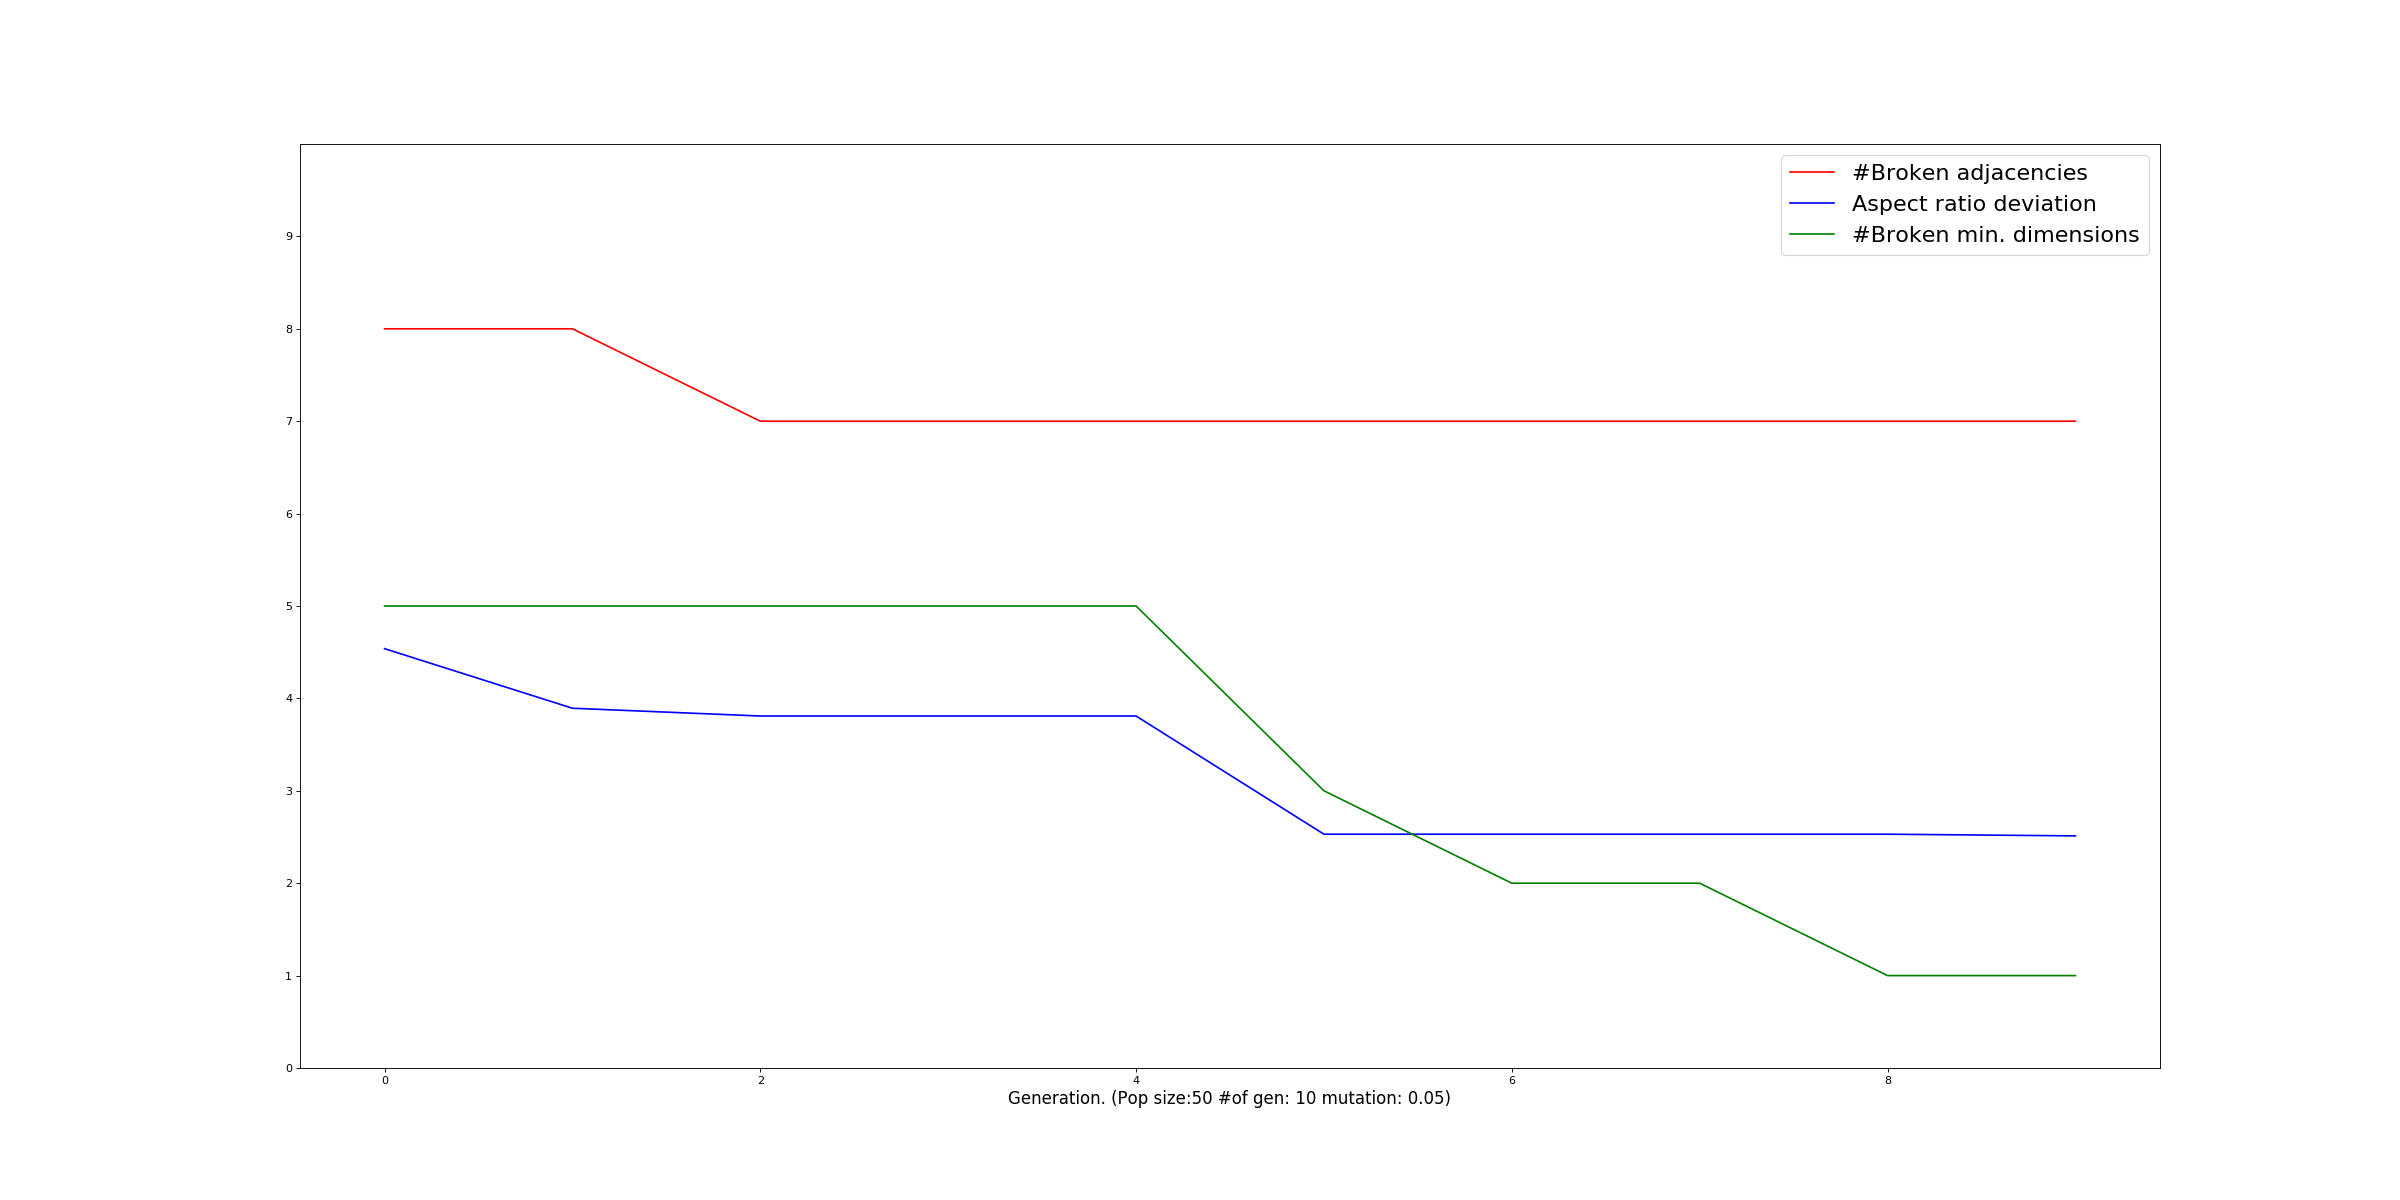 #Broken adjacencies
Aspect ratio deviation
#Broken min. dimensions
9
8
7
6
5
4
3
2
1
0
0 2 4 6 8
Generation. (Pop size:50 #of gen: 10 mutation: 0.05)